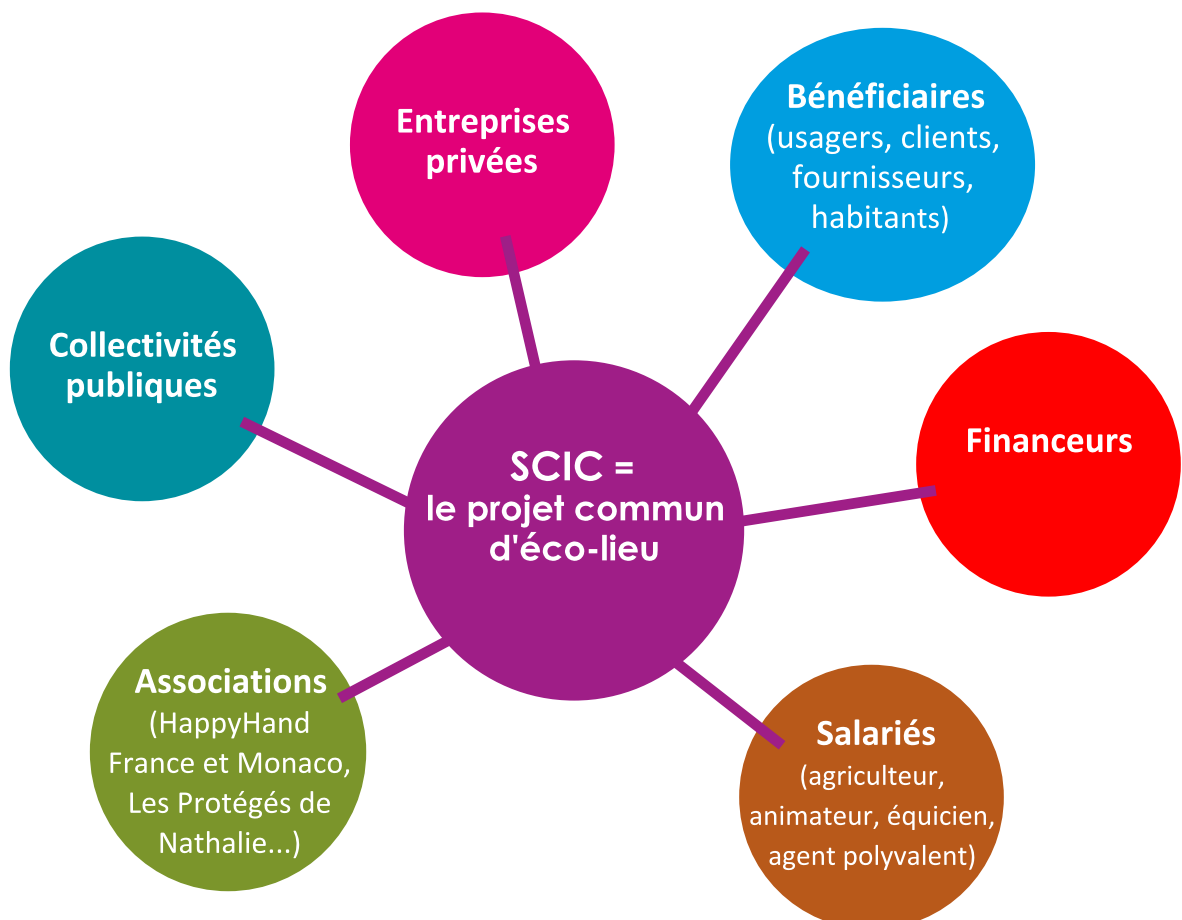 Entreprises
privées
Bénéficiaires
(usagers, clients,
fournisseurs,
habitants)
Collectivités
publiques
Financeurs
SCIC =
le projet commun
d'éco-lieu
Associations
(HappyHand
France et Monaco,
Les Protégés de
Nathalie...)
Salariés
(agriculteur,
animateur, équicien,
agent polyvalent)